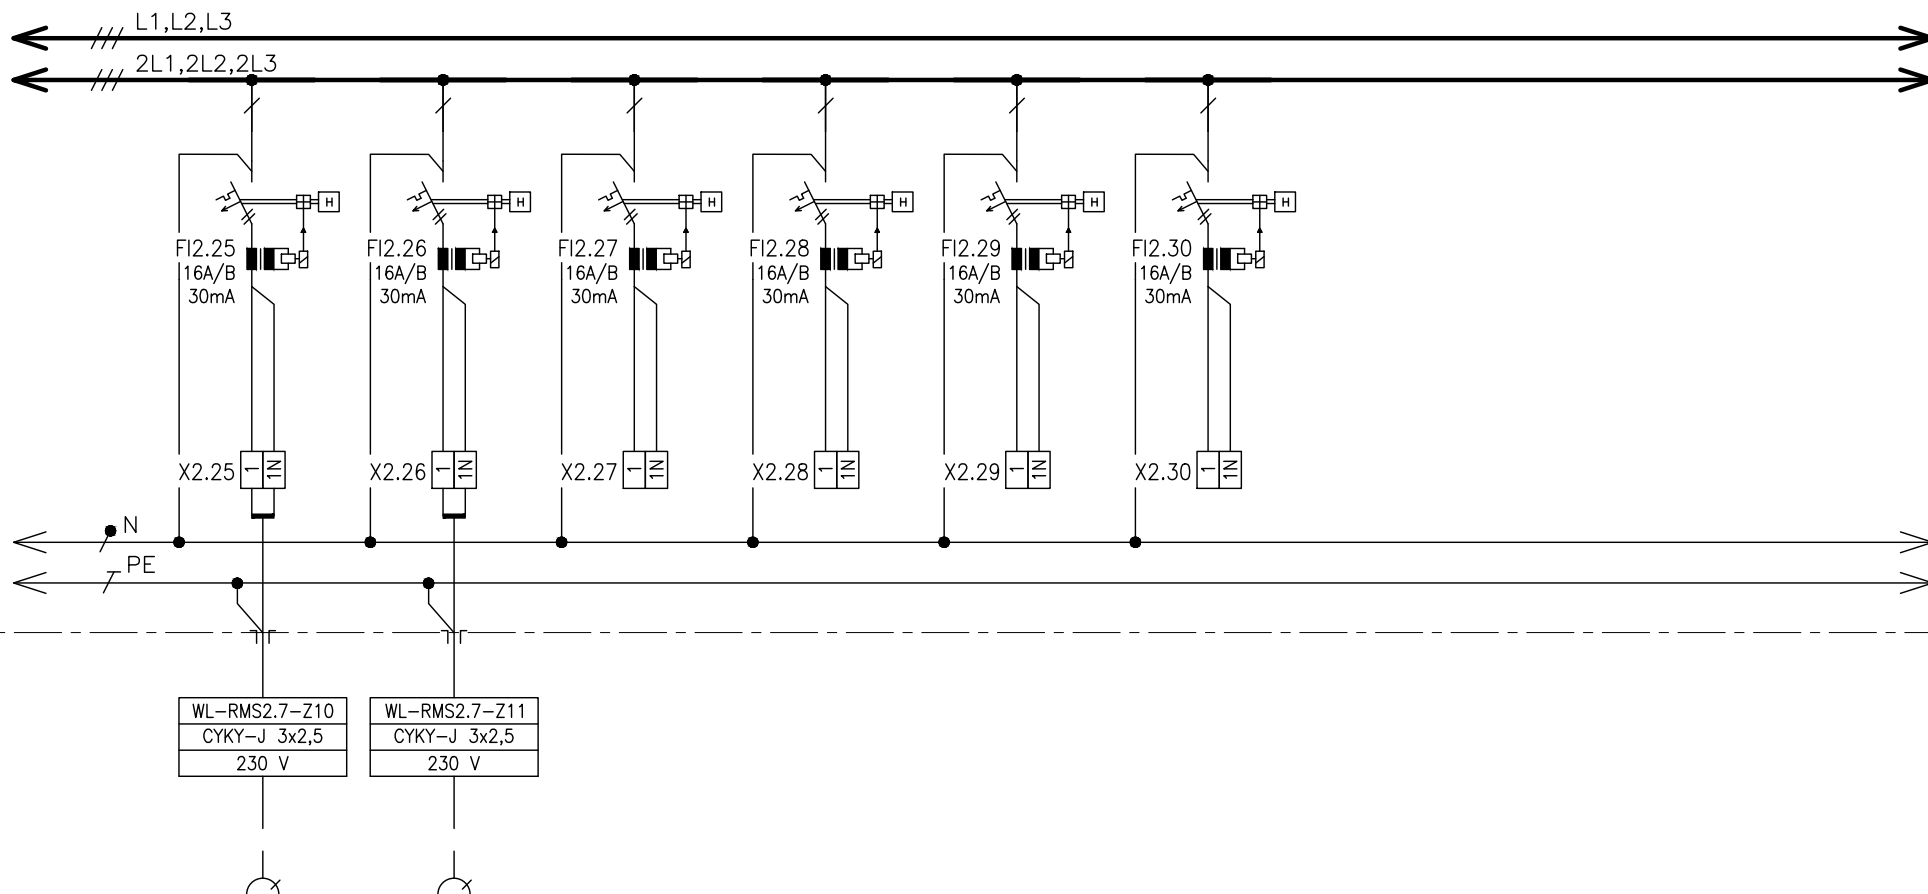 L1,L2,L3
2L1,2L2,2L3
H H H H H H
FI2.25 FI2.26 FI2.27 FI2.28 FI2.29 FI2.30
16A/B 16A/B 16A/B 16A/B 16A/B 16A/B
30mA 30mA 30mA 30mA 30mA 30mA
X2.25 1 1N X2.26 1 1N X2.27 1 1N X2.28 1 1N X2.29 1 1N X2.30 1 1N
N
PE
WL-RMS2.7-Z10 WL-RMS2.7-Z11
CYKY-J 3x2,5 CYKY-J 3x2,5
230 V 230 V